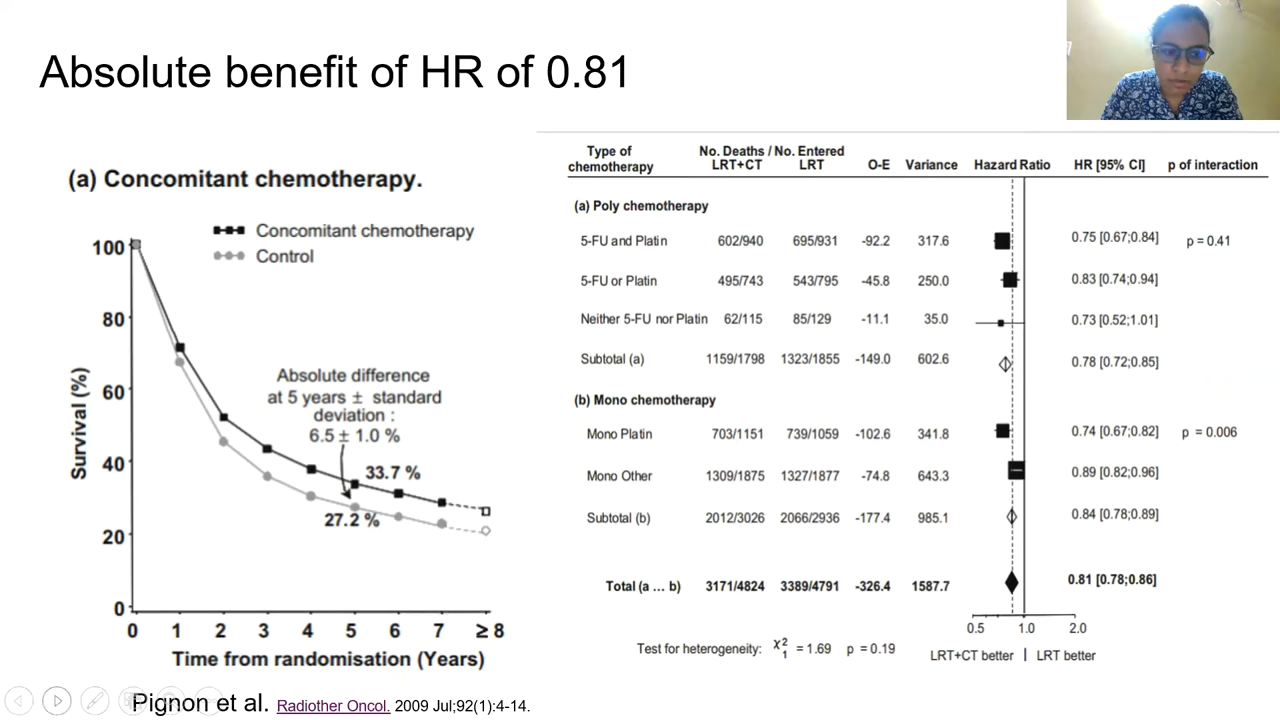 Absolute benefit of HR of 0.81
(a) Concomitant chemotherapy.
Concomitant chemotherapy
Control
Survival (%)
100
80
60
40
20
0
Absolute difference
at 5 years ± standard
deviation :
6.5 ± 1.0 %
33.7 %
27.2 %
0 1 2 3 4 5 6 7 ≥ 8
Time from randomisation (Years)
Type of chemotherapy No. Deaths / No. Entered LRT+CT LRT O-E Variance Hazard Ratio HR [95% CI] p of interaction
(a) Poly chemotherapy
5-FU and Platin 602/940 695/931 -92.2 317.6 0.75 [0.67;0.84] p = 0.41
5-FU or Platin 495/743 543/795 -45.8 250.0 0.83 [0.74;0.94]
Neither 5-FU nor Platin 62/115 85/129 -11.1 35.0 0.73 [0.52;1.01]
Subtotal (a) 1159/1798 1323/1855 -149.0 602.6 0.78 [0.72;0.85]
(b) Mono chemotherapy
Mono Platin 703/1151 739/1059 -102.6 341.8 0.74 [0.67;0.82] p = 0.006
Mono Other 1309/1875 1327/1877 -74.8 643.3 0.89 [0.82;0.96]
Subtotal (b) 2012/3026 2066/2936 -177.4 985.1 0.84 [0.78;0.89]
Total (a ... b) 3171/4824 3389/4791 -326.4 1587.7 0.81 [0.78;0.86]
0.5 1.0 2.0
Test for heterogeneity: χ²₁ = 1.69 p = 0.19 LRT+CT better | LRT better
Pignon et al. Radiother Oncol. 2009 Jul;92(1):4-14.